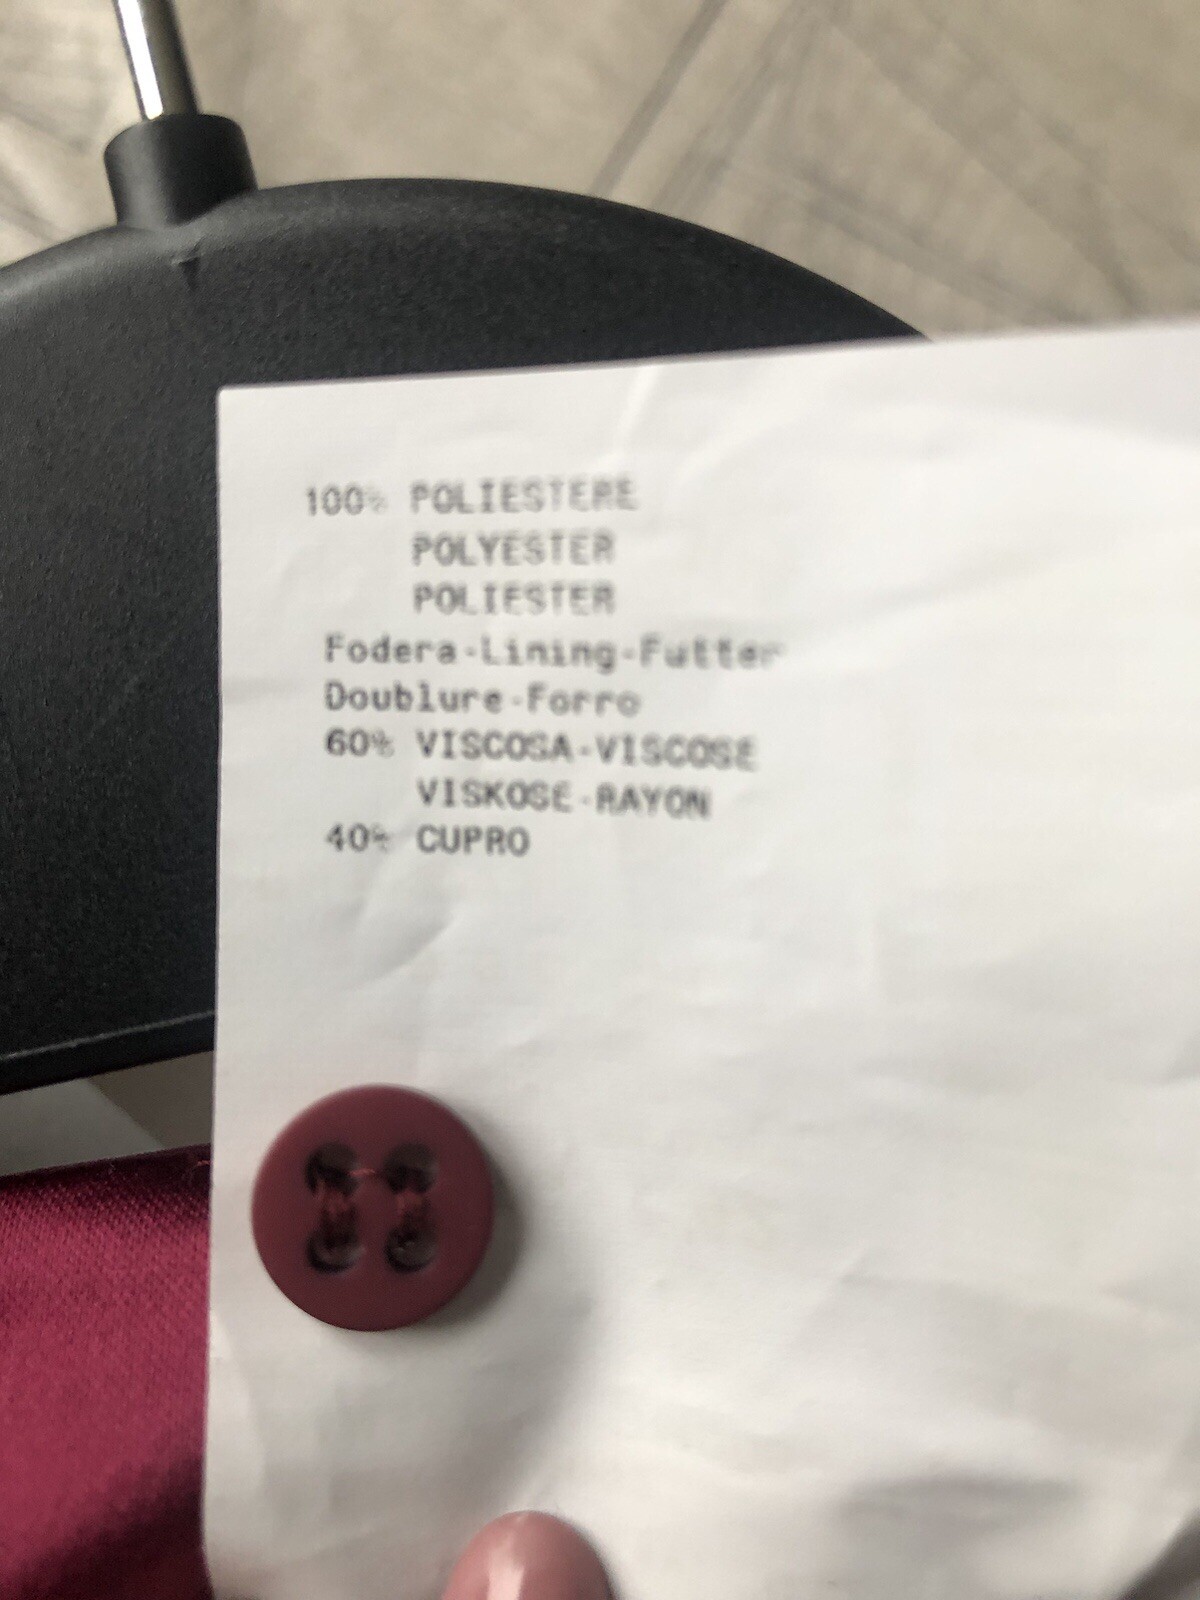 100% POLIESTERE
POLYESTER
POLIESTER
Fodera-Lining-Futter
Doublure-Forro
60% VISCOSA-VISCOSE
VISKOSE-RAYON
40% CUPRO